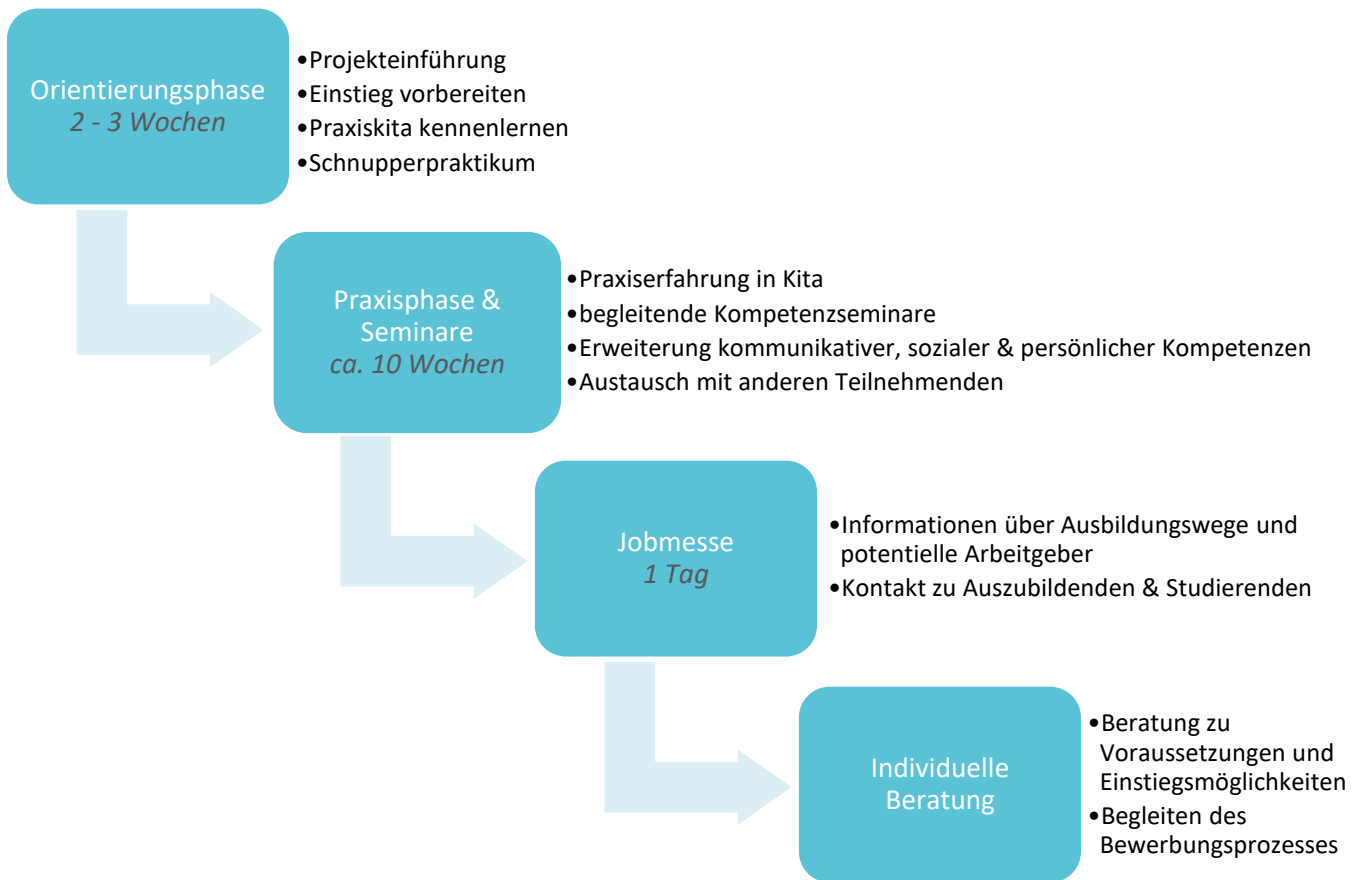 Orientierungsphase
2 - 3 Wochen
•Projekteinführung
•Einstieg vorbereiten
•Praxiskita kennenlernen
•Schnupperpraktikum
Praxisphase &
Seminare
ca. 10 Wochen
•Praxiserfahrung in Kita
•begleitende Kompetenzseminare
•Erweiterung kommunikativer, sozialer & persönlicher Kompetenzen
•Austausch mit anderen Teilnehmenden
Jobmesse
1 Tag
•Informationen über Ausbildungswege und
potentielle Arbeitgeber
•Kontakt zu Auszubildenden & Studierenden
Individuelle
Beratung
•Beratung zu
Voraussetzungen und
Einstiegsmöglichkeiten
•Begleiten des
Bewerbungsprozesses